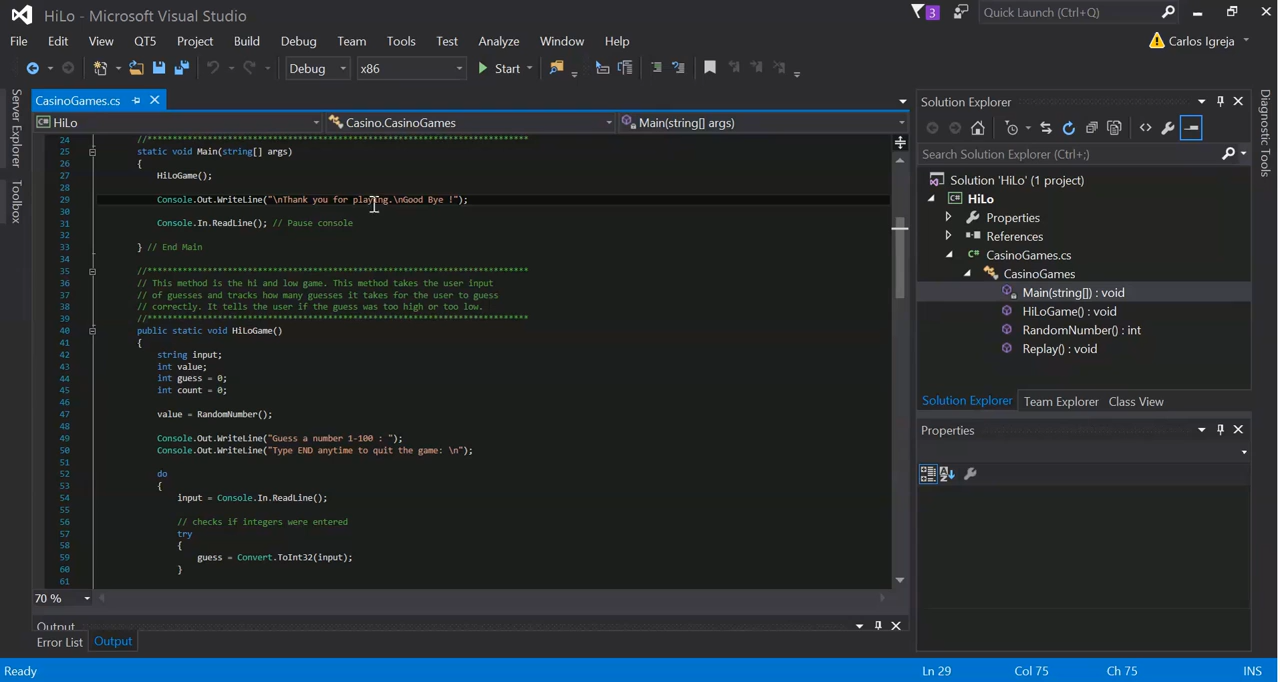 HiLo - Microsoft Visual Studio
3
Quick Launch (Ctrl+Q)
File Edit View QT5 Project Build Debug Team Tools Test Analyze Window Help
Carlos Igreja
Debug x86 Start
Server Explorer
Toolbox
CasinoGames.cs
HiLo Casino.CasinoGames Main(string[] args)
24 //****************************************************************************
25 static void Main(string[] args)
26 {
27 HiLoGame();
28
29 Console.Out.WriteLine("\nThank you for playing.\nGood Bye !");
30
31 Console.In.ReadLine(); // Pause console
32
33 } // End Main
34
35 //****************************************************************************
36 // This method is the hi and low game. This method takes the user input
37 // of guesses and tracks how many guesses it takes for the user to guess
38 // correctly. It tells the user if the guess was too high or too low.
39 //****************************************************************************
40 public static void HiLoGame()
41 {
42 string input;
43 int value;
44 int guess = 0;
45 int count = 0;
46
47 value = RandomNumber();
48
49 Console.Out.WriteLine("Guess a number 1-100 : ");
50 Console.Out.WriteLine("Type END anytime to quit the game: \n");
51
52 do
53 {
54 input = Console.In.ReadLine();
55
56 // checks if integers were entered
57 try
58 {
59 guess = Convert.ToInt32(input);
60 }
61
70 %
Output
Error List Output
Solution Explorer
Search Solution Explorer (Ctrl+;)
Solution 'HiLo' (1 project)
HiLo
Properties
References
CasinoGames.cs
CasinoGames
Main(string[]) : void
HiLoGame() : void
RandomNumber() : int
Replay() : void
Solution Explorer Team Explorer Class View
Properties
Diagnostic Tools
Ready Ln 29 Col 75 Ch 75 INS